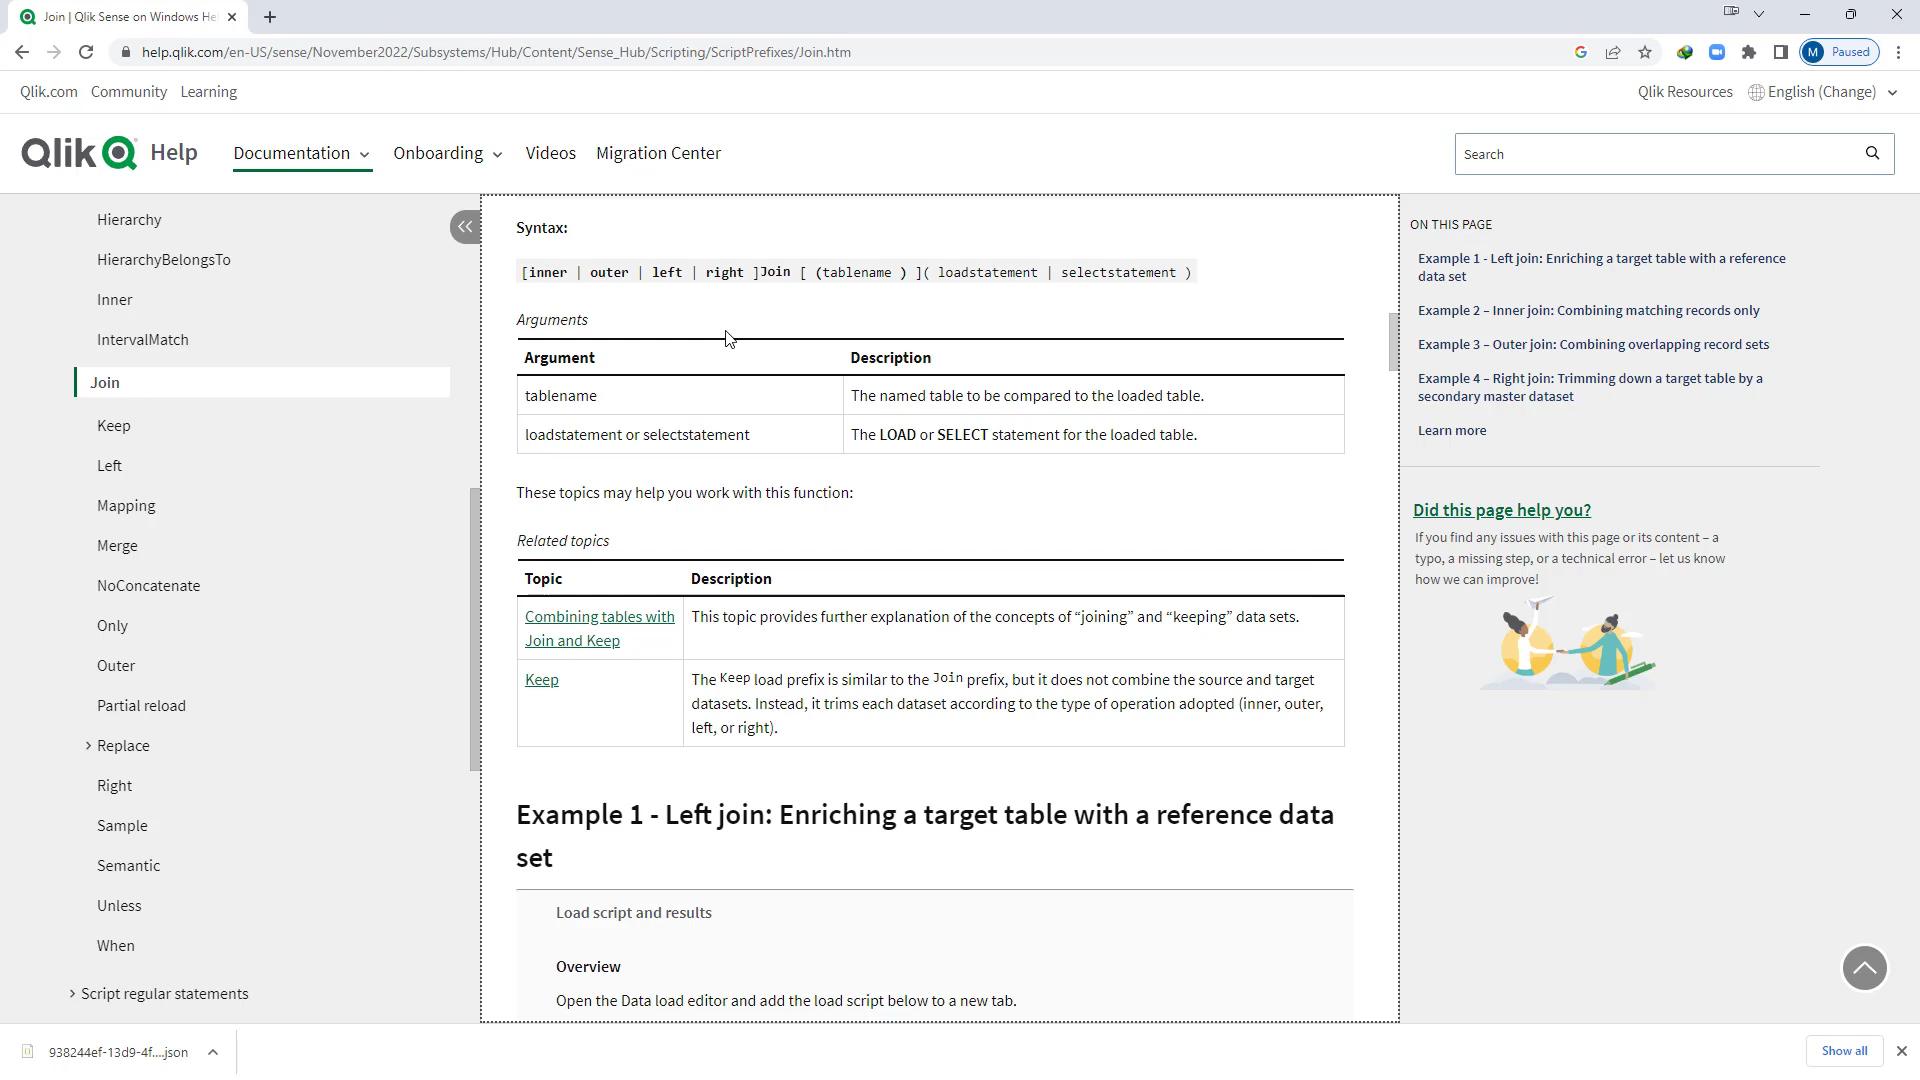 Join | Qlik Sense on Windows He
help.qlik.com/en-US/sense/November2022/Subsystems/Hub/Content/Sense_Hub/Scripting/ScriptPrefixes/Join.htm
M Paused
Qlik.com Community Learning
Qlik Resources English (Change)
Qlik Help
Documentation Onboarding Videos Migration Center
Search
Hierarchy
HierarchyBelongsTo
Inner
IntervalMatch
Join
Keep
Left
Mapping
Merge
NoConcatenate
Only
Outer
Partial reload
Replace
Right
Sample
Semantic
Unless
When
Script regular statements
Syntax:
[inner | outer | left | right ]Join [ (tablename ) ]( loadstatement | selectstatement )
Arguments
Argument Description
tablename The named table to be compared to the loaded table.
loadstatement or selectstatement The LOAD or SELECT statement for the loaded table.
These topics may help you work with this function:
Related topics
Topic Description
Combining tables with This topic provides further explanation of the concepts of “joining” and “keeping” data sets.
Join and Keep
Keep The Keep load prefix is similar to the Join prefix, but it does not combine the source and target
datasets. Instead, it trims each dataset according to the type of operation adopted (inner, outer,
left, or right).
Example 1 - Left join: Enriching a target table with a reference data
set
Load script and results
Overview
Open the Data load editor and add the load script below to a new tab.
ON THIS PAGE
Example 1 - Left join: Enriching a target table with a reference
data set
Example 2 – Inner join: Combining matching records only
Example 3 – Outer join: Combining overlapping record sets
Example 4 – Right join: Trimming down a target table by a
secondary master dataset
Learn more
Did this page help you?
If you find any issues with this page or its content – a
typo, a missing step, or a technical error – let us know
how we can improve!
938244ef-13d9-4f....json
Show all